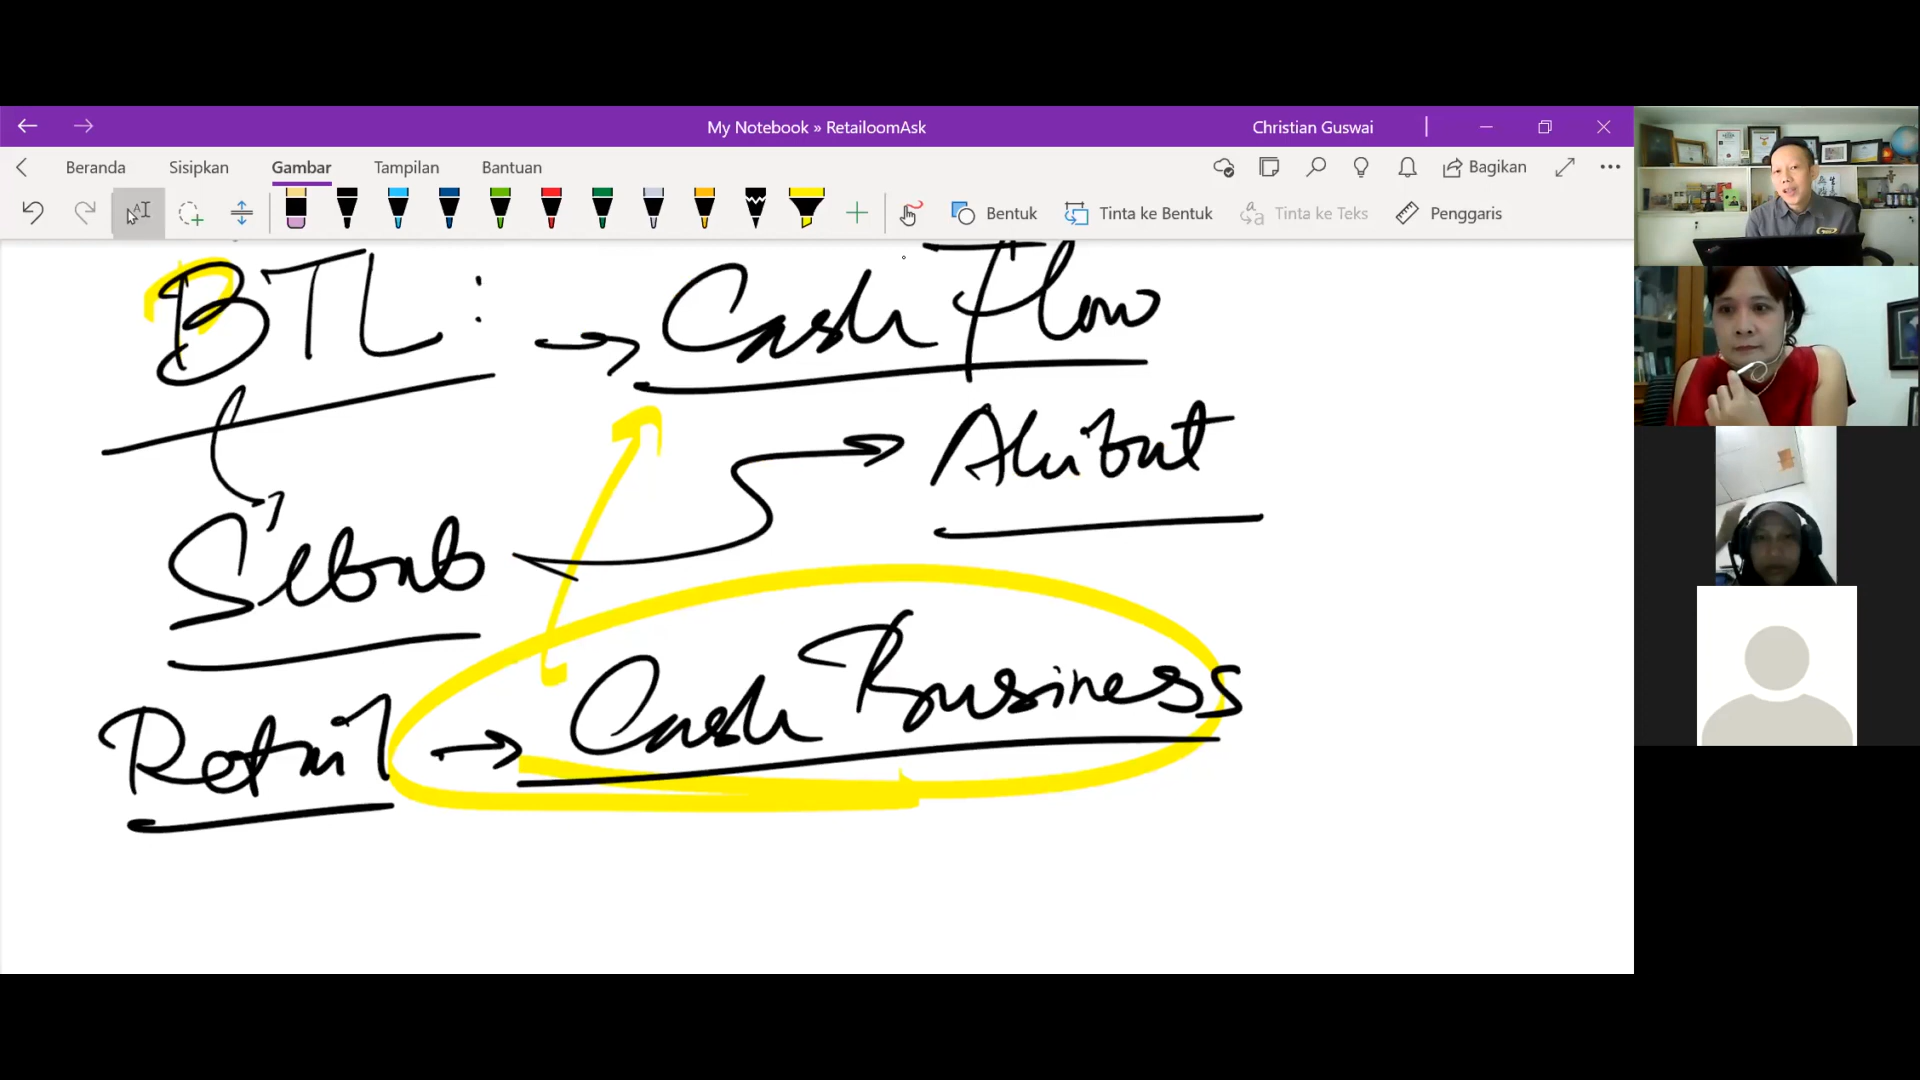 My Notebook » RetailoomAsk
Christian Guswai
Beranda Sisipkan Gambar Tampilan Bantuan
Bagikan
Bentuk Tinta ke Bentuk Tinta ke Teks Penggaris
BTL : → Cash Flow
Akibat
Sebab
Retail → Cash Business